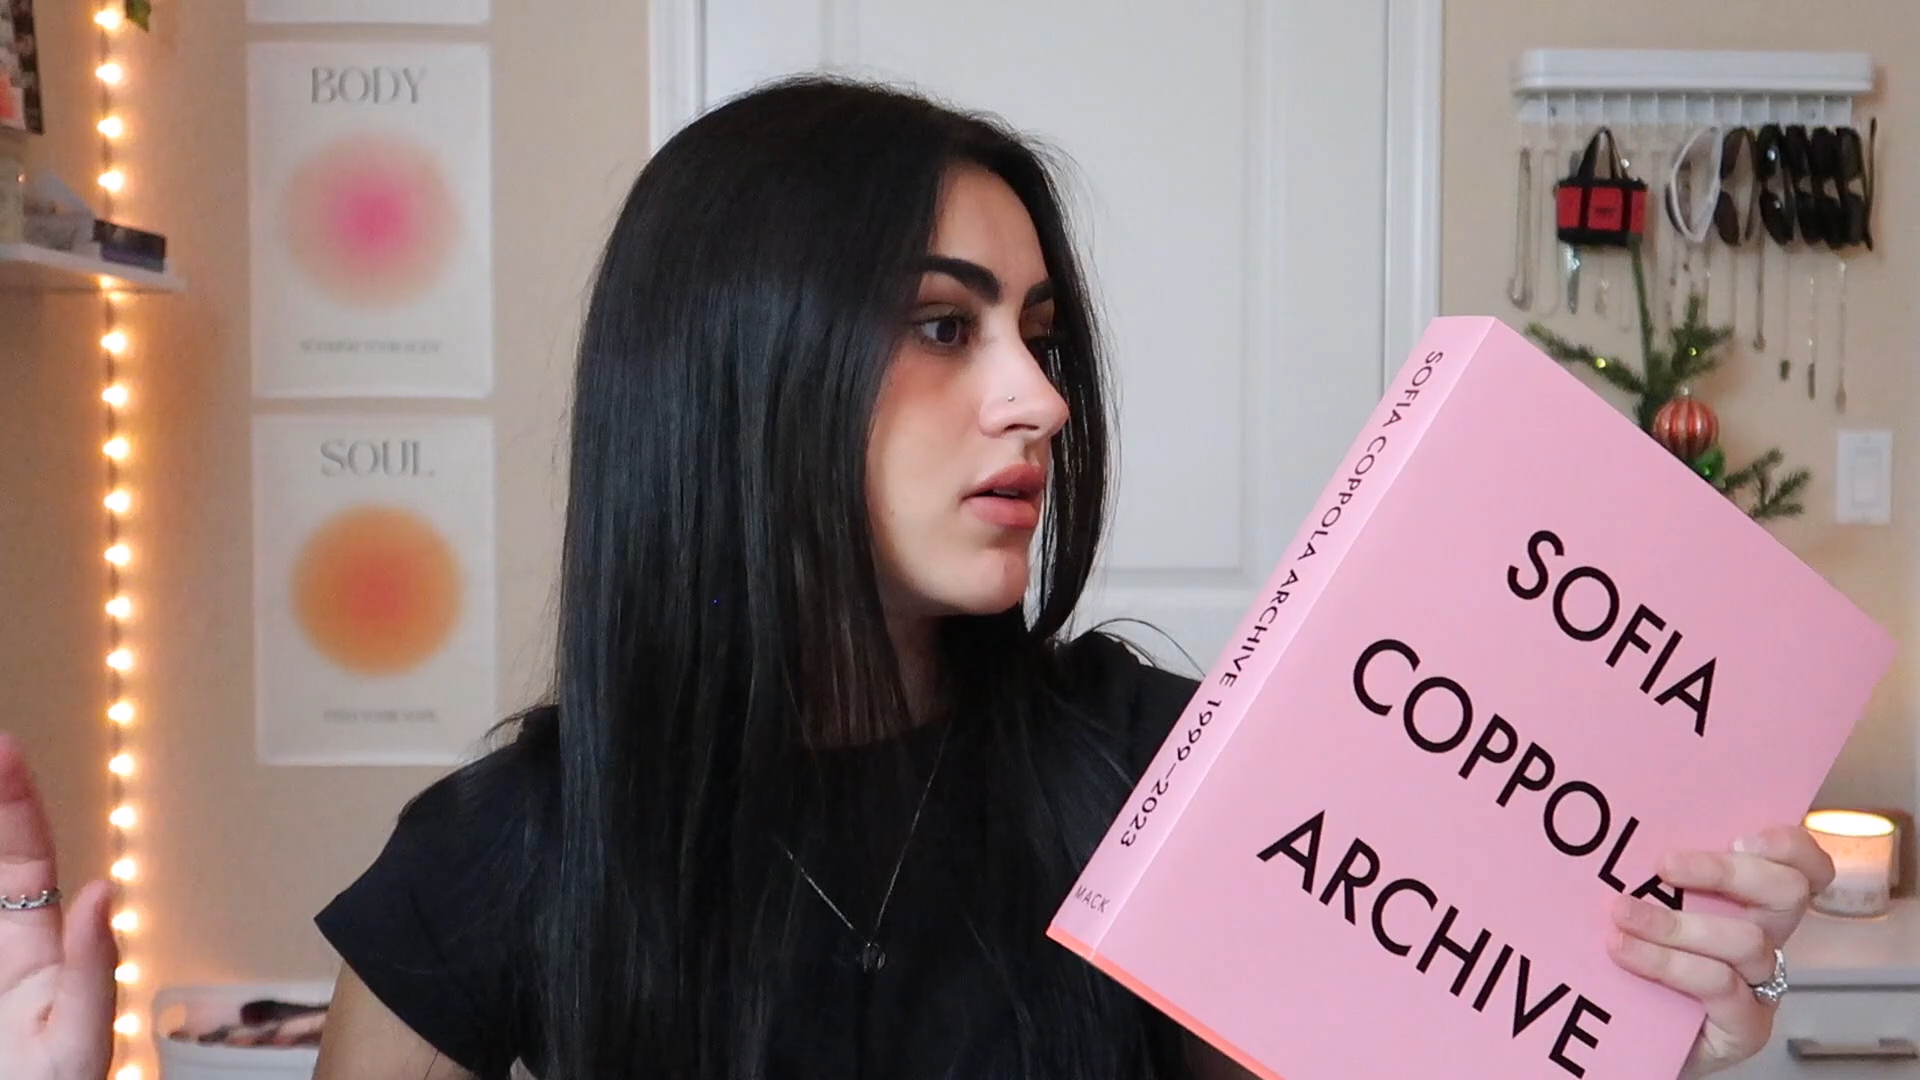 BODY
SOUL
SOFIA COPPOLA ARCHIVE 1999–2023
MACK
SOFIA
COPPOLA
ARCHIVE